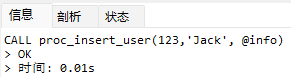 信息 剖析 状态
CALL proc_insert_user(123,'Jack', @info)
> OK
> 时间: 0.01s